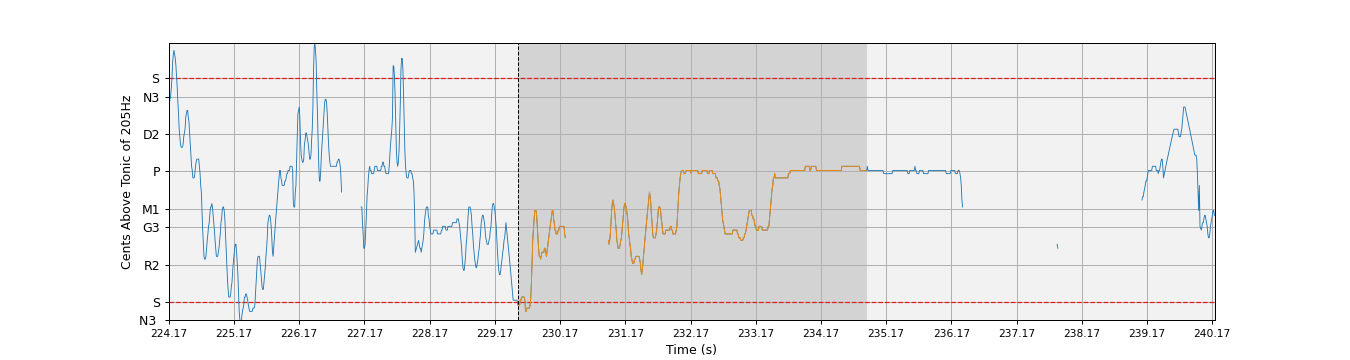 Cents Above Tonic of 205Hz
S
N3
D2
P
M1
G3
R2
S
N3
224.17 225.17 226.17 227.17 228.17 229.17 230.17 231.17 232.17 233.17 234.17 235.17 236.17 237.17 238.17 239.17 240.17
Time (s)